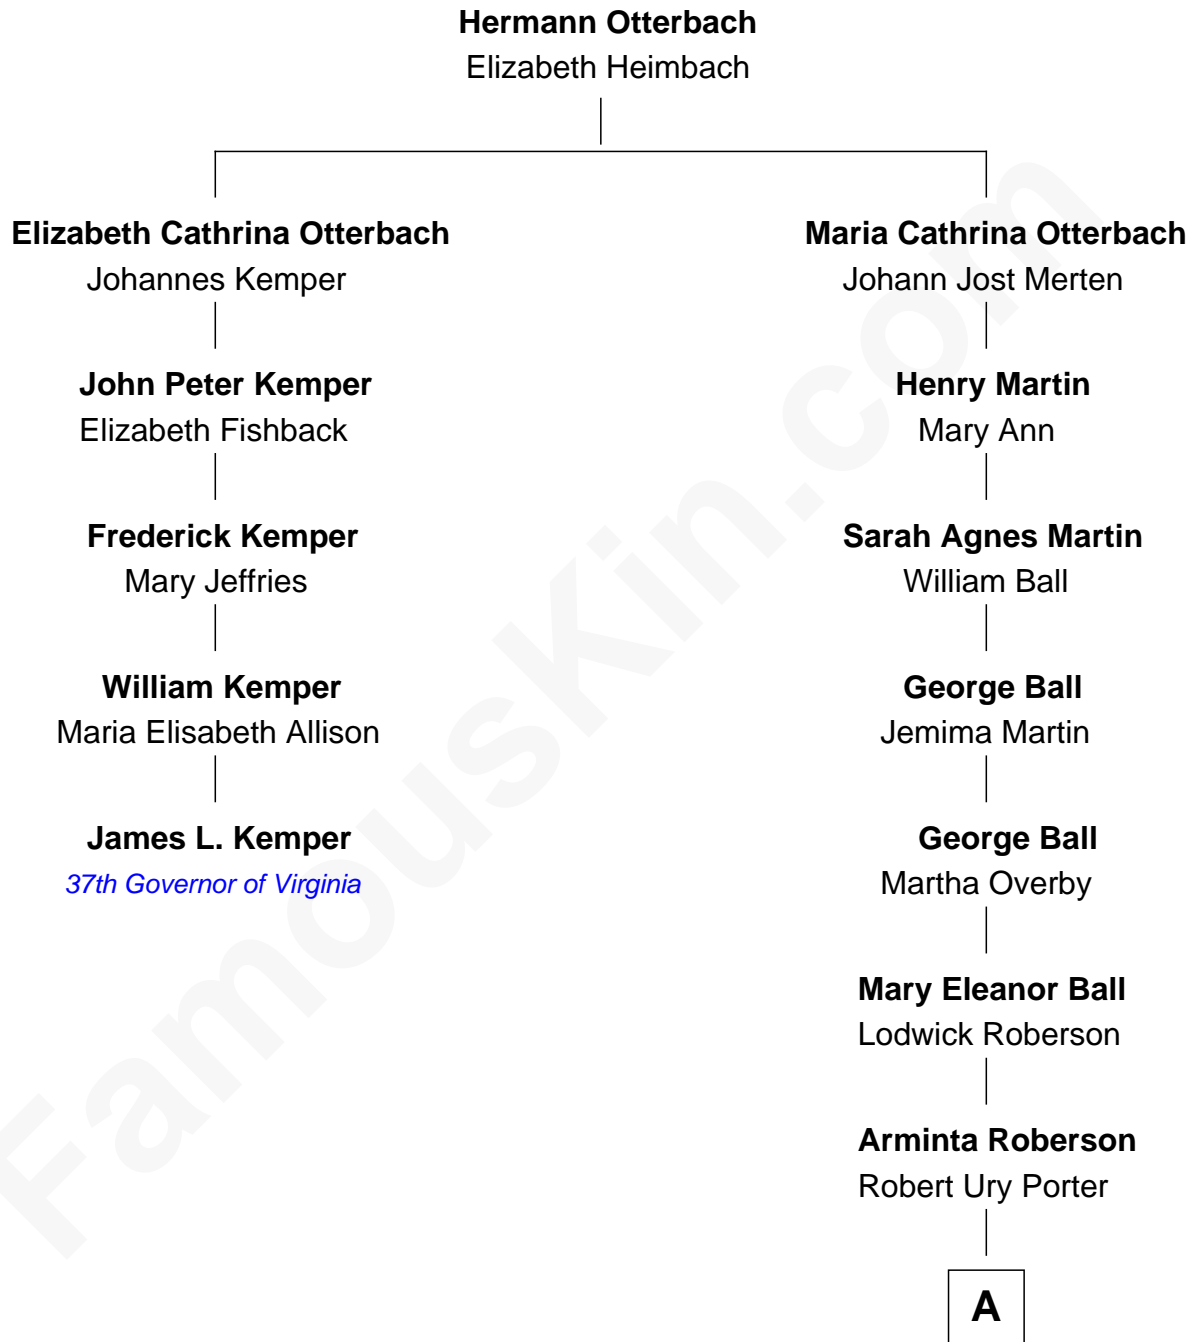 Hermann Otterbach
Elizabeth Heimbach
Elizabeth Cathrina Otterbach
Johannes Kemper
John Peter Kemper
Elizabeth Fishback
Frederick Kemper
Mary Jeffries
William Kemper
Maria Elisabeth Allison
James L. Kemper
37th Governor of Virginia
Maria Cathrina Otterbach
Johann Jost Merten
Henry Martin
Mary Ann
Sarah Agnes Martin
William Ball
George Ball
Jemima Martin
George Ball
Martha Overby
Mary Eleanor Ball
Lodwick Roberson
Arminta Roberson
Robert Ury Porter
A
FamousKin.com